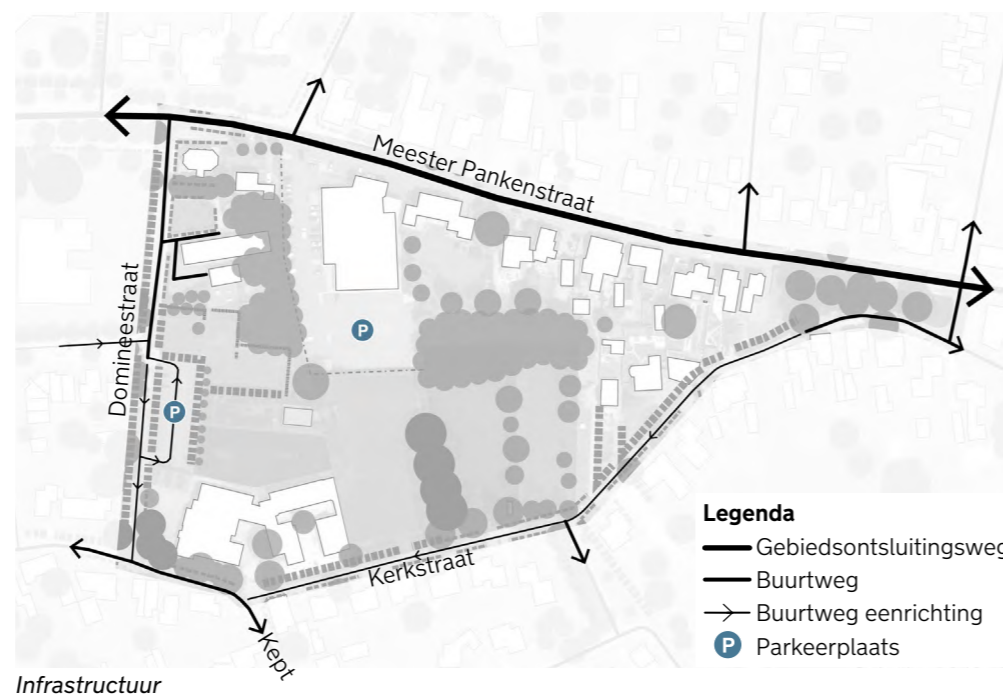 Meester Pankenstraat
Domineestraat
P
P
Kerkstraat
Kept
Legenda
Gebiedsontsluitingsweg
Buurtweg
Buurtweg eenrichting
P Parkeerplaats
Infrastructuur